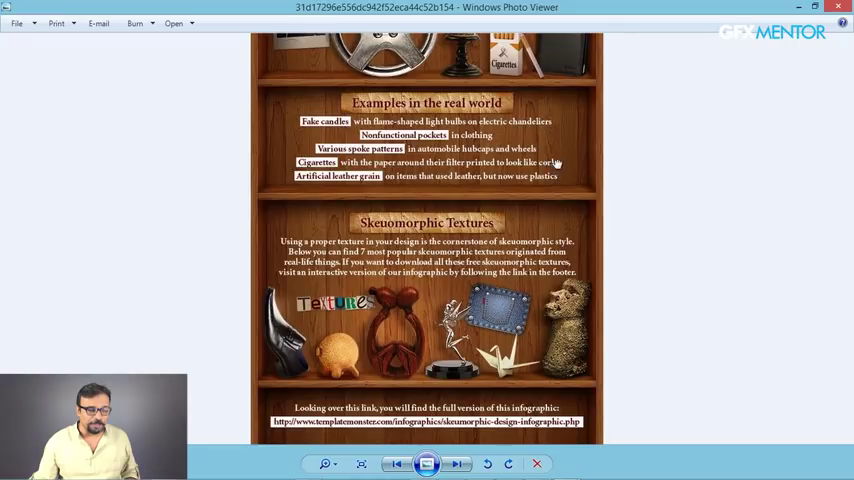 31d17296e556dc942f52eca44c52b154 - Windows Photo Viewer
File Print E-mail Burn Open
GFXMENTOR
Cigarettes
Examples in the real world
Fake candles with flame-shaped light bulbs on electric chandeliers
Nonfunctional pockets in clothing
Various spoke patterns in automobile hubcaps and wheels
Cigarettes with the paper around their filter printed to look like
Artificial leather grain on items that used leather, but now use plastics
Skeuomorphic Textures
Using a proper texture in your design is the cornerstone of skeuomorphic style.
Below you can find 7 most popular skeuomorphic textures originated from
real-life things. If you want to download all these free skeuomorphic textures,
visit an interactive version of our infographic by following the link in the footer.
TexTuRes
Looking over this link, you will find the full version of this infographic:
http://www.templatemonster.com/infographics/skeumorphic-design-infographic.php